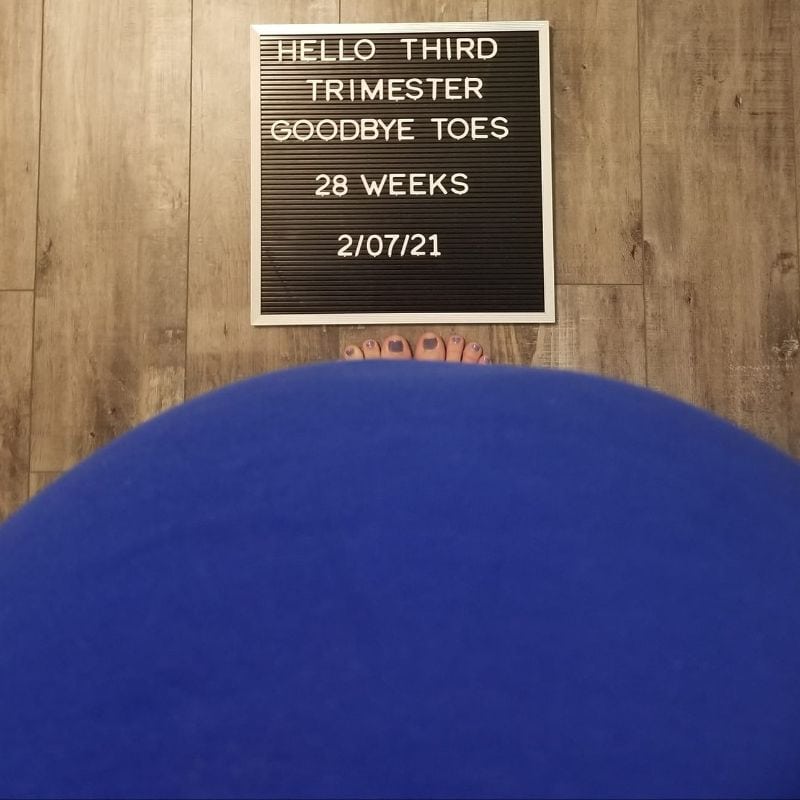 HELLO THIRD
TRIMESTER
GOODBYE TOES
28 WEEKS
2/07/21